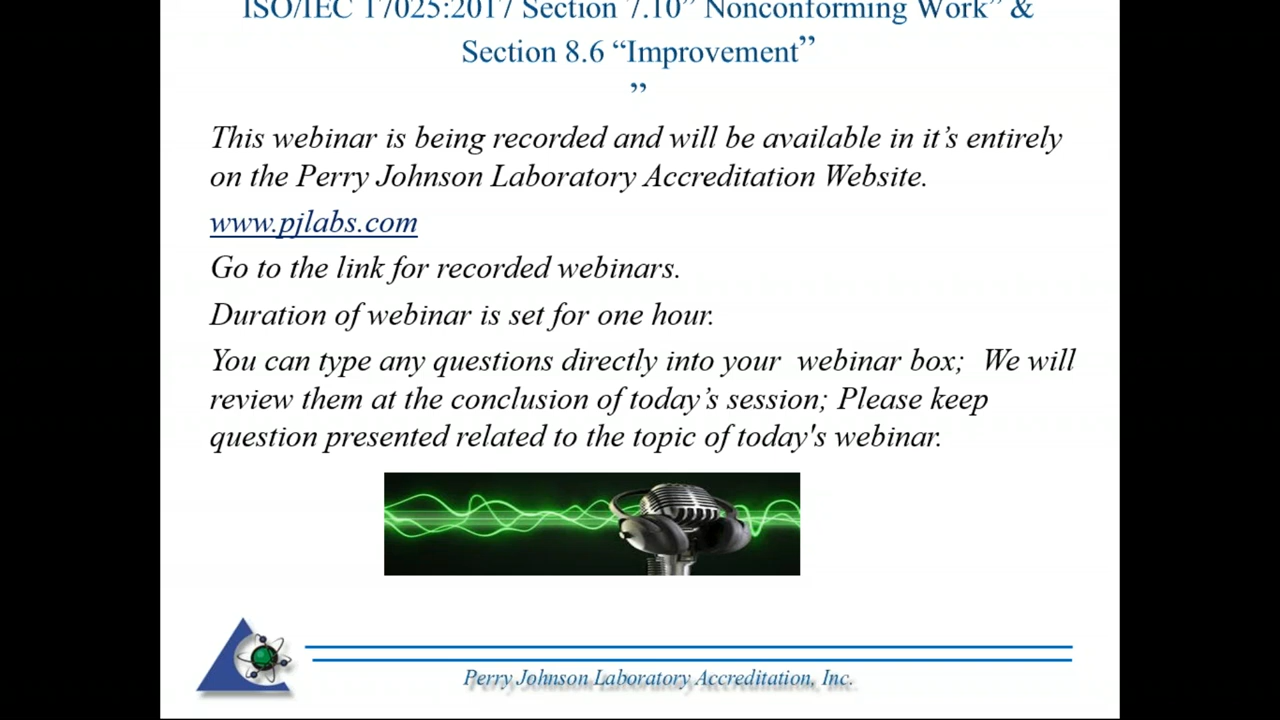 ISO/IEC 17025:2017 Section 7.10” Nonconforming Work” &
Section 8.6 “Improvement”
”
This webinar is being recorded and will be available in it’s entirely
on the Perry Johnson Laboratory Accreditation Website.
www.pjlabs.com
Go to the link for recorded webinars.
Duration of webinar is set for one hour.
You can type any questions directly into your  webinar box;  We will
review them at the conclusion of today’s session; Please keep
question presented related to the topic of today's webinar.
Perry Johnson Laboratory Accreditation, Inc.